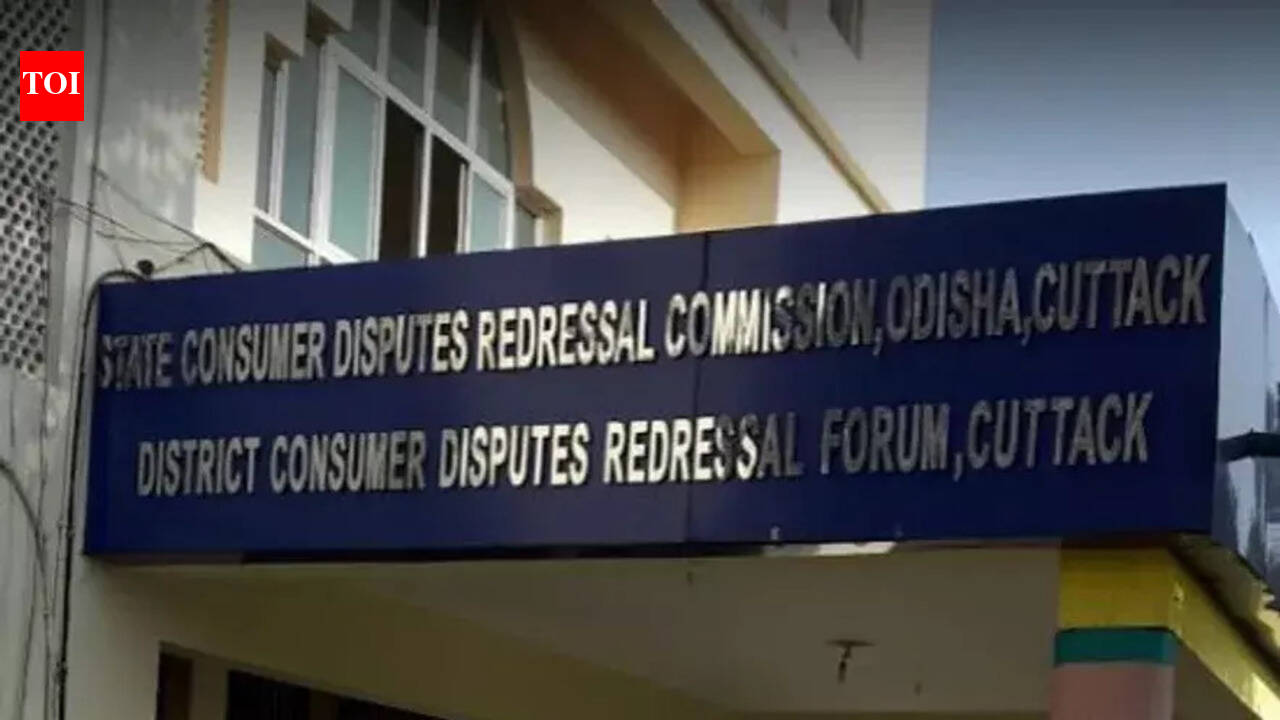 TOI
STATE CONSUMER DISPUTES REDRESSAL COMMISSION,ODISHA,CUTTACK
DISTRICT CONSUMER DISPUTES REDRESSAL FORUM,CUTTACK